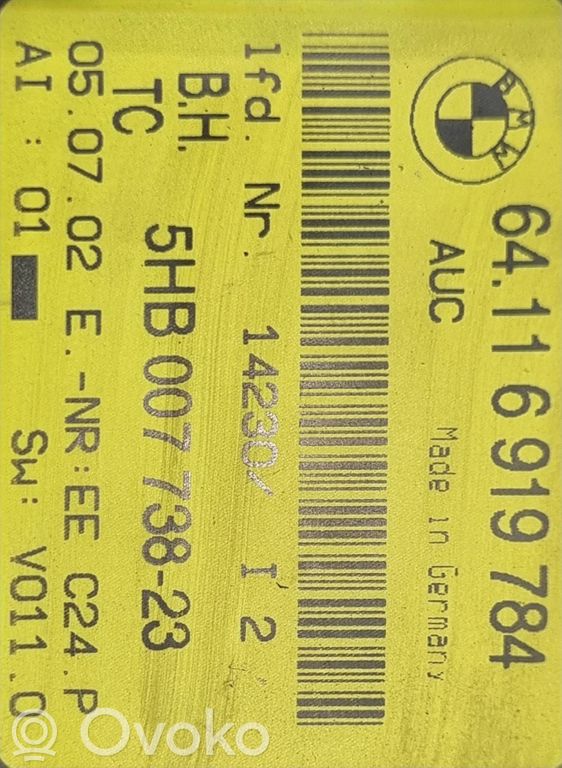 BMW
64.11 6 919 784
AUC
Made in Germany
lfd. Nr. 14230/ I 2
B.H. 5HB 007 738-23
TC
05.07.02 E.-NR:EE C24.P
AI : 01 Sw: V011.0
Ovoko